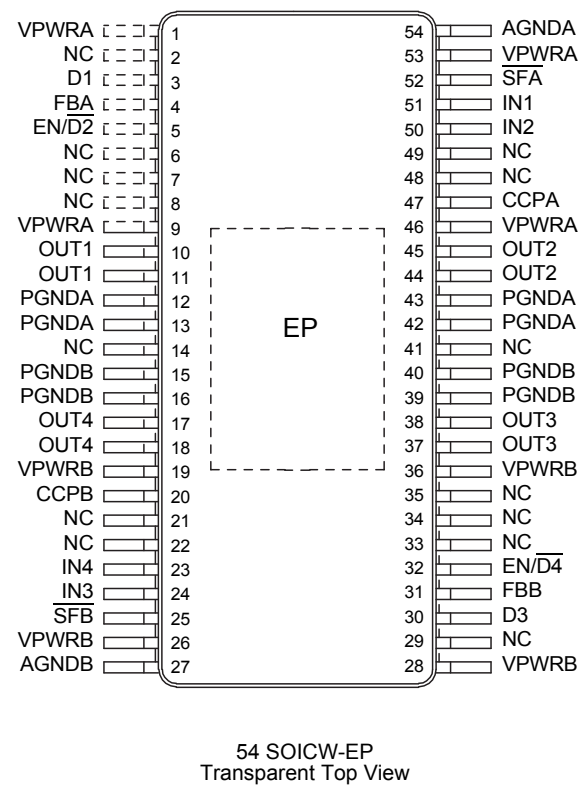 VPWRA 1 54 AGNDA
NC 2 53 VPWRA
D1 3 52 SFA
FBA 4 51 IN1
EN/D2 5 50 IN2
NC 6 49 NC
NC 7 48 NC
NC 8 47 CCPA
VPWRA 9 46 VPWRA
OUT1 10 45 OUT2
OUT1 11 44 OUT2
PGNDA 12 43 PGNDA
PGNDA 13 42 PGNDA
EP
NC 14 41 NC
PGNDB 15 40 PGNDB
PGNDB 16 39 PGNDB
OUT4 17 38 OUT3
OUT4 18 37 OUT3
VPWRB 19 36 VPWRB
CCPB 20 35 NC
NC 21 34 NC
NC 22 33 NC
IN4 23 32 EN/D4
IN3 24 31 FBB
SFB 25 30 D3
VPWRB 26 29 NC
AGNDB 27 28 VPWRB
54 SOICW-EP
Transparent Top View